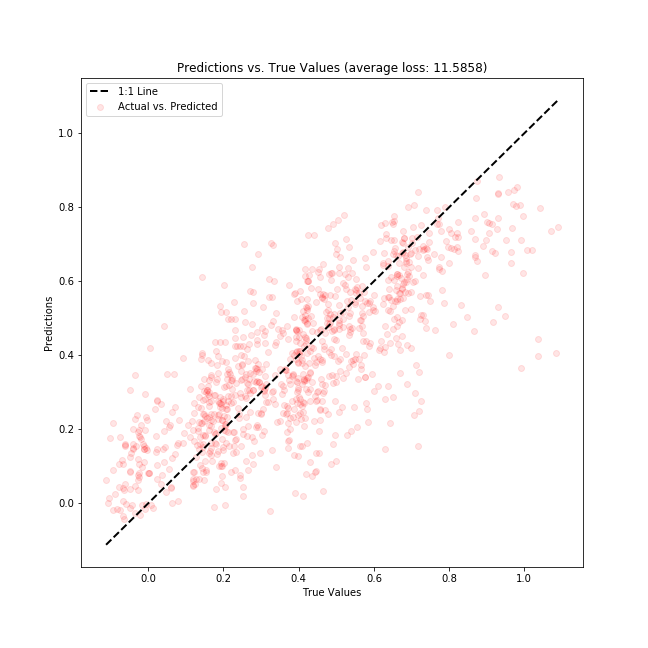 Predictions vs. True Values (average loss: 11.5858)
1:1 Line
Actual vs. Predicted
1.0
0.8
0.6
0.4
0.2
0.0
Predictions
0.0 0.2 0.4 0.6 0.8 1.0
True Values